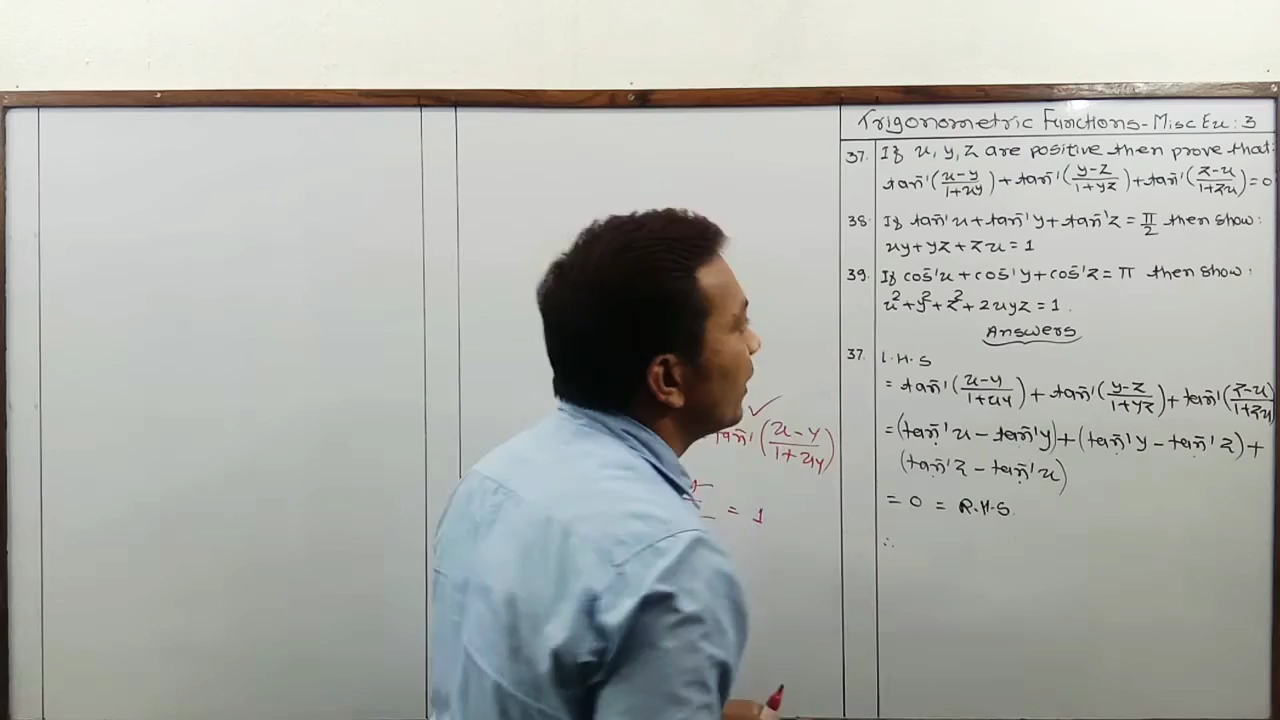 Trigonometric Functions - Misc Ex: 3
37. If x, y, z are positive then prove that:
tan⁻¹((x-y)/(1+xy)) + tan⁻¹((y-z)/(1+yz)) + tan⁻¹((z-x)/(1+zx)) = 0
38. If tan⁻¹x + tan⁻¹y + tan⁻¹z = π/2 then show:
xy + yz + zx = 1
39. If cos⁻¹x + cos⁻¹y + cos⁻¹z = π then show:
x² + y² + z² + 2xyz = 1.
Answers
37. L.H.S
= tan⁻¹((x-y)/(1+xy)) + tan⁻¹((y-z)/(1+yz)) + tan⁻¹((z-x)/(1+zx))
= (tan⁻¹x - tan⁻¹y) + (tan⁻¹y - tan⁻¹z) +
(tan⁻¹z - tan⁻¹x)
= 0 = R.H.S.
∴
tan⁻¹((x-y)/(1+xy))
= 1